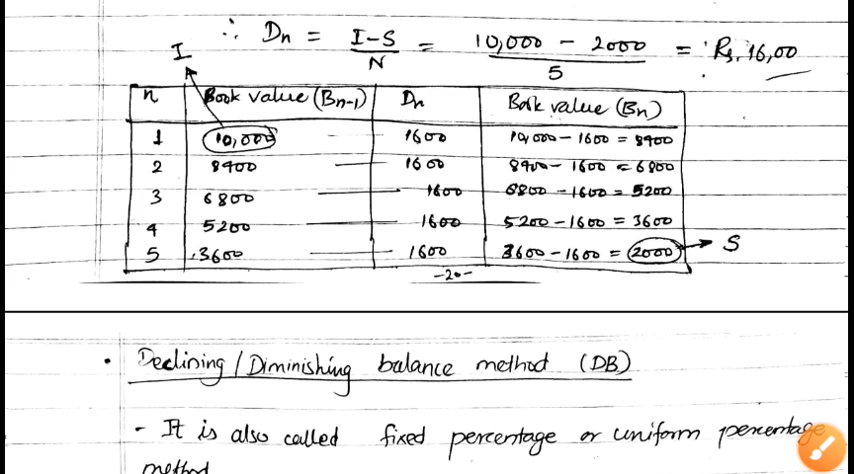 I
∴ Dn = I-S / N = 10,000 - 2000 / 5 = Rs. 16,00
n Book value (Bn-1) Dn Book value (Bn)
1 10,000 1600 10,000 - 1600 = 8400
2 8400 1600 8400 - 1600 = 6800
3 6800 1600 6800 - 1600 = 5200
4 5200 1600 5200 - 1600 = 3600
5 3600 1600 3600 - 1600 = 2000 → S
-20-
• Declining/Diminishing balance method (DB)
- It is also called fixed percentage or uniform percentage
method